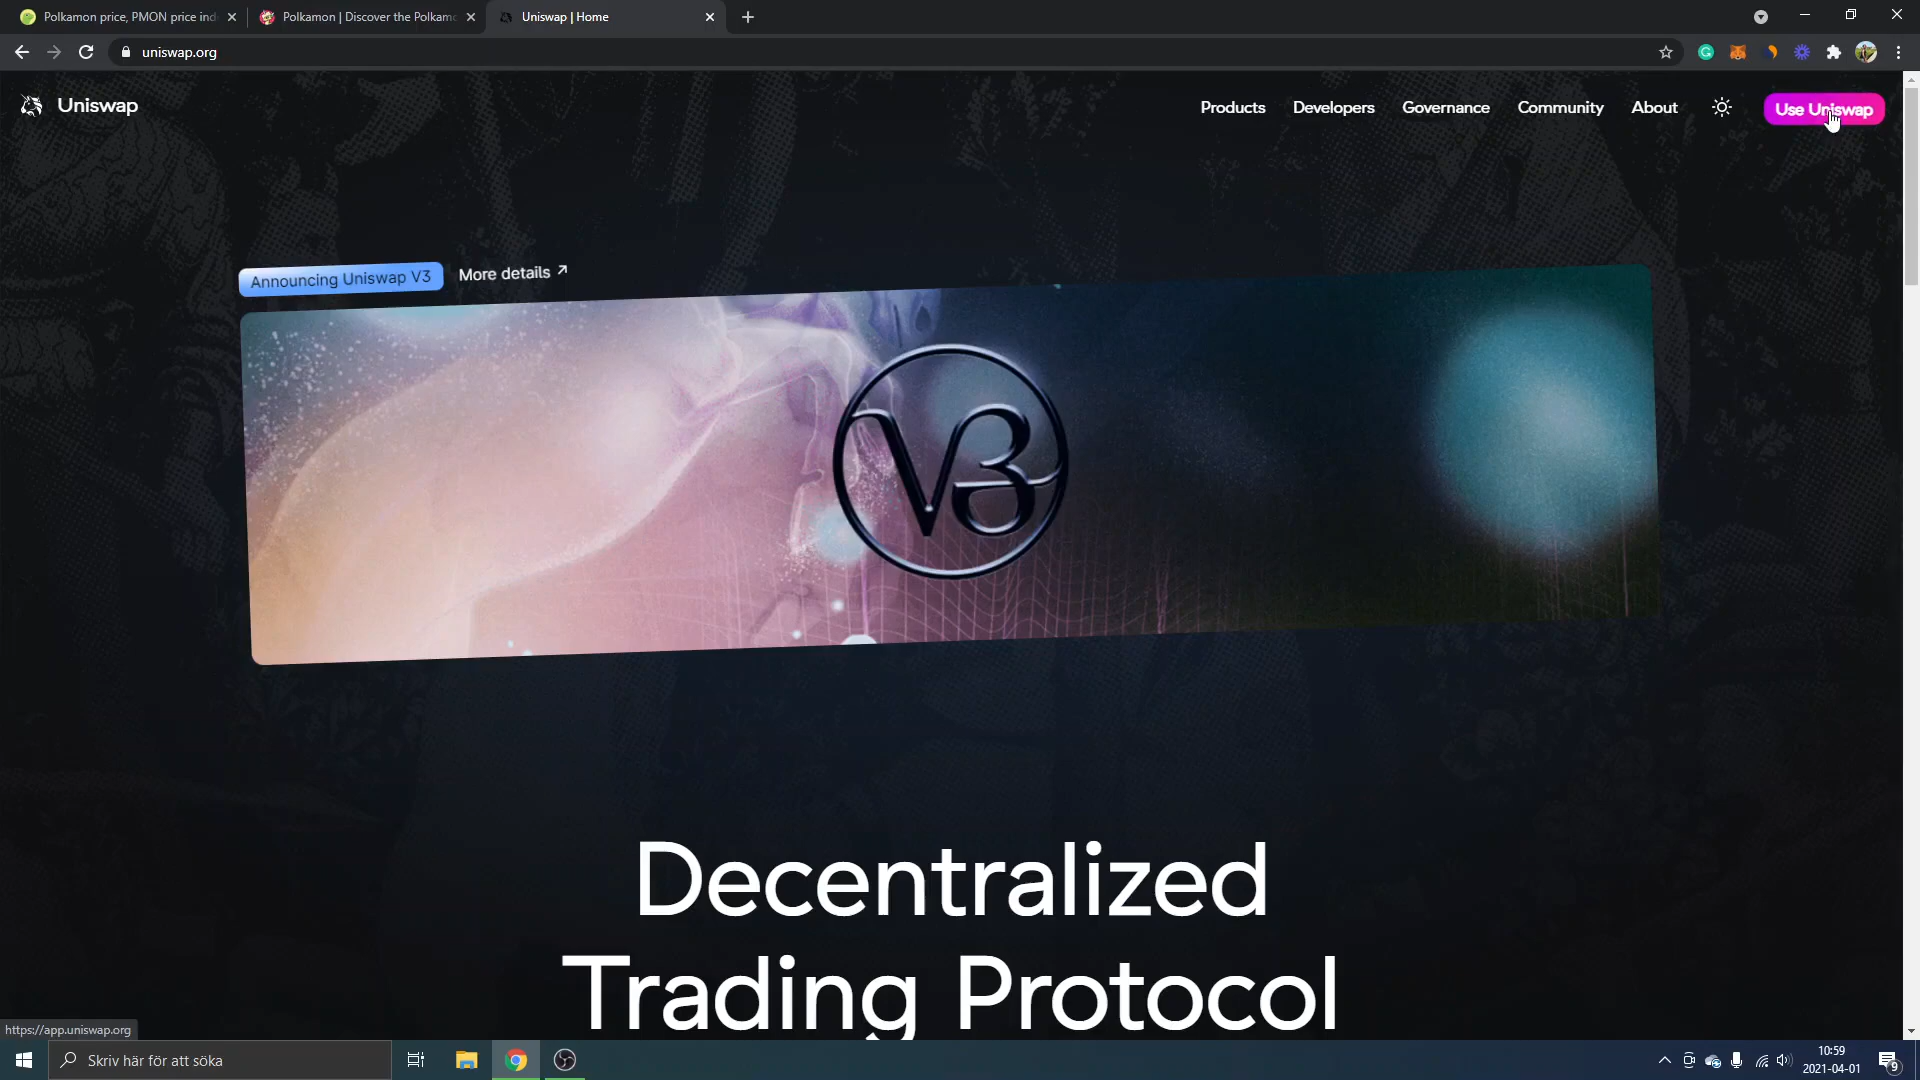 Polkamon price, PMON price ind
Polkamon | Discover the Polkamo
Uniswap | Home
uniswap.org
Uniswap
Products
Developers
Governance
Community
About
Use Uniswap
Announcing Uniswap V3
More details ↗
V3
Decentralized
Trading Protocol
https://app.uniswap.org
Skriv här för att söka
10:59
2021-04-01
9